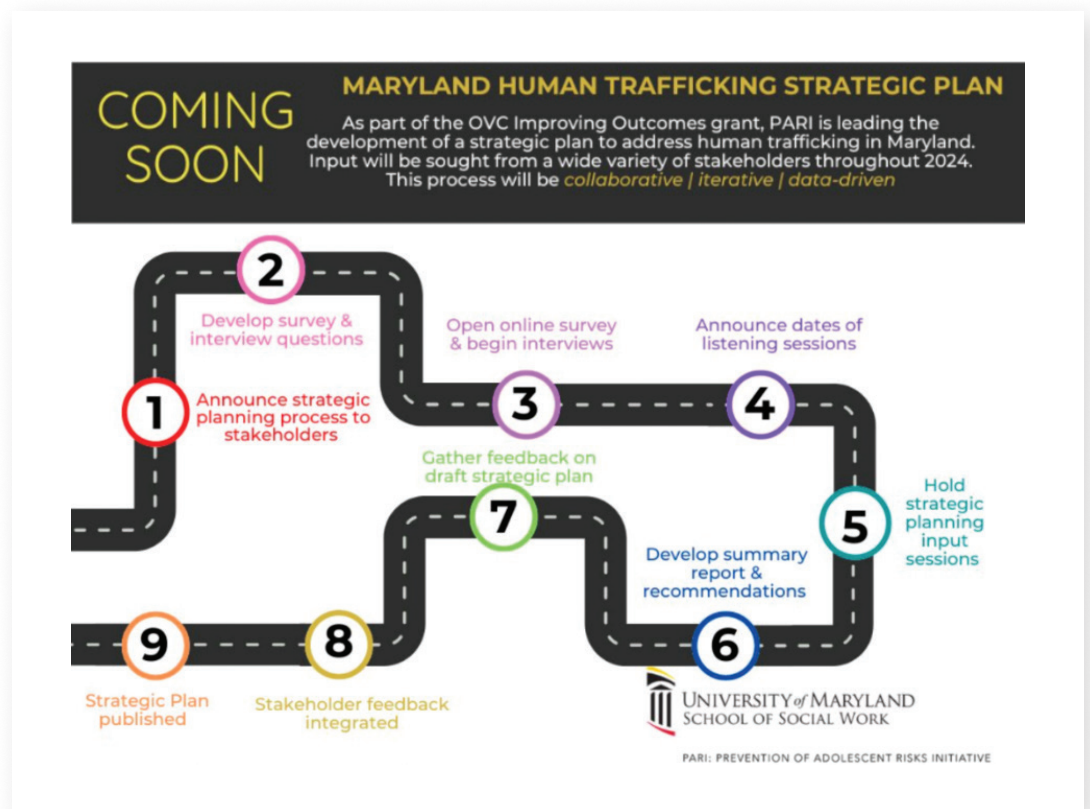 COMING
SOON
MARYLAND HUMAN TRAFFICKING STRATEGIC PLAN
As part of the OVC Improving Outcomes grant, PARI is leading the
development of a strategic plan to address human trafficking in Maryland.
Input will be sought from a wide variety of stakeholders throughout 2024.
This process will be collaborative | iterative | data-driven
1
Announce strategic
planning process to
stakeholders
2
Develop survey &
interview questions
3
Open online survey
& begin interviews
4
Announce dates of
listening sessions
5
Hold
strategic
planning
input
sessions
6
Develop summary
report &
recommendations
7
Gather feedback on
draft strategic plan
8
Stakeholder feedback
integrated
9
Strategic Plan
published
UNIVERSITY of MARYLAND
SCHOOL OF SOCIAL WORK
PARI: PREVENTION OF ADOLESCENT RISKS INITIATIVE